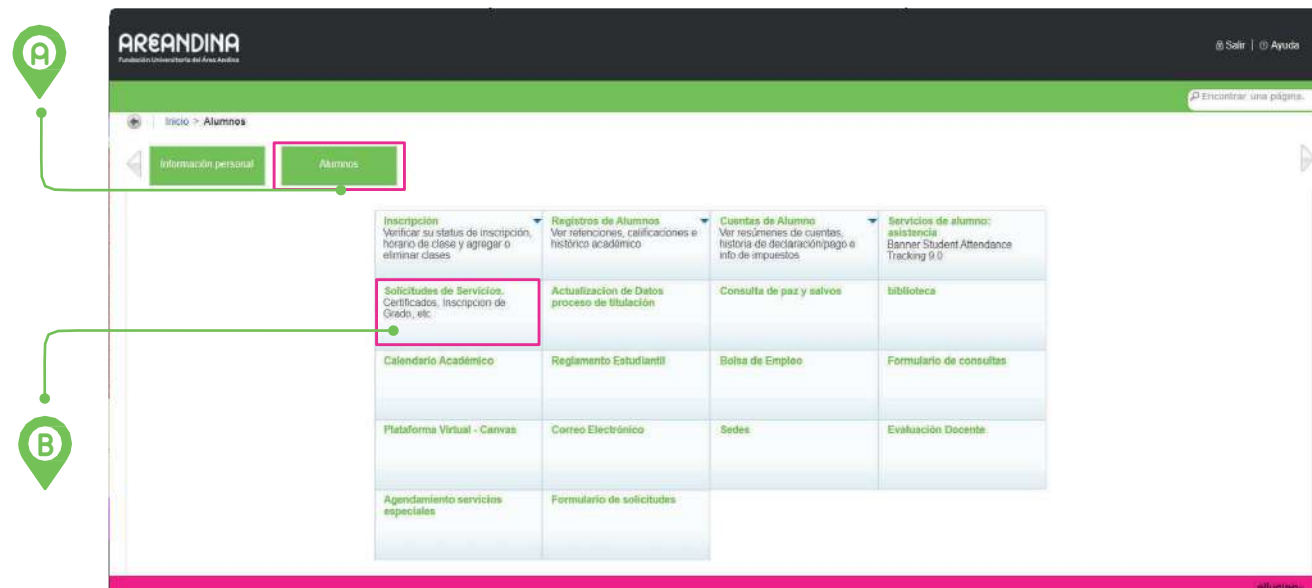 A
AREANDINA
Fundación Universitaria del Área Andina
Salir | Ayuda
Encontrar una página.
Inicio > Alumnos
Información personal
Alumnos
Inscripción
Verificar su status de inscripción,
horario de clase y agregar o
eliminar clases
Registros de Alumnos
Ver retenciones, calificaciones e
histórico académico
Cuentas de Alumno
Ver resúmenes de cuentas,
historia de declaración/pago e
info de impuestos
Servicios de alumno:
asistencia
Banner Student Attendance
Tracking 9.0
Solicitudes de Servicios.
Certificados, Inscripcion de
Grado, etc
Actualizacion de Datos
proceso de titulación
Consulta de paz y salvos
biblioteca
Calendario Académico
Reglamento Estudiantil
Bolsa de Empleo
Formulario de consultas
B
Plataforma Virtual - Canvas
Correo Electrónico
Sedes
Evaluación Docente
Agendamiento servicios
especiales
Formulario de solicitudes